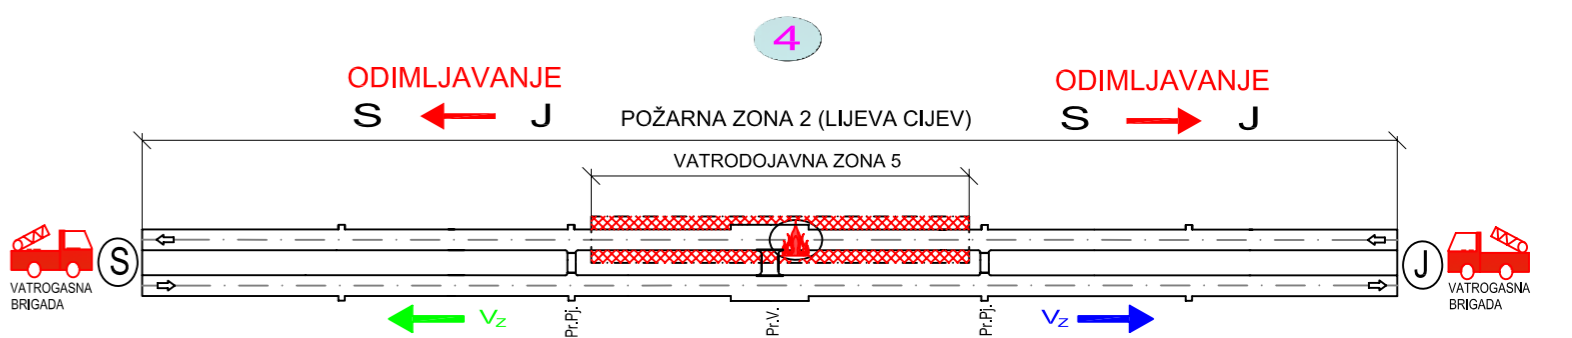 4
ODIMLJAVANJE
S J
ODIMLJAVANJE
S J
POŽARNA ZONA 2 (LIJEVA CIJEV)
VATRODOJAVNA ZONA 5
S
VATROGASNA
BRIGADA
J
VATROGASNA
BRIGADA
Vz
Pr.Pj.
Pr.V.
Pr.Pj.
Vz